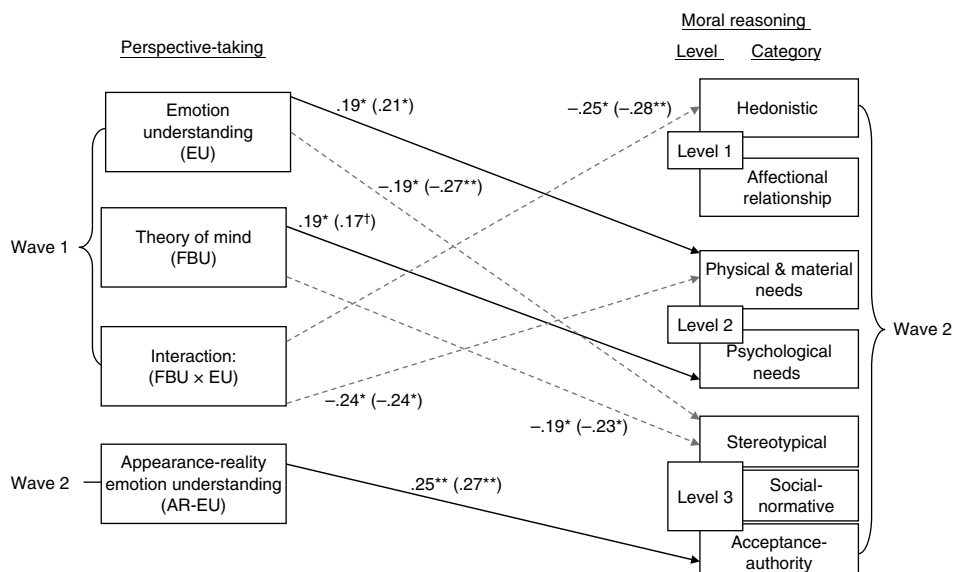 Perspective-taking
Moral reasoning
Level
Category
Wave 1
Emotion
understanding
(EU)
Theory of mind
(FBU)
Interaction:
(FBU × EU)
Wave 2
Appearance-reality
emotion understanding
(AR-EU)
.19* (.21*)
–.19* (–.27**)
.19* (.17†)
–.25* (–.28**)
–.24* (–.24*)
–.19* (–.23*)
.25** (.27**)
Level 1
Hedonistic
Affectional
relationship
Level 2
Physical & material
needs
Psychological
needs
Level 3
Stereotypical
Social-
normative
Acceptance-
authority
Wave 2